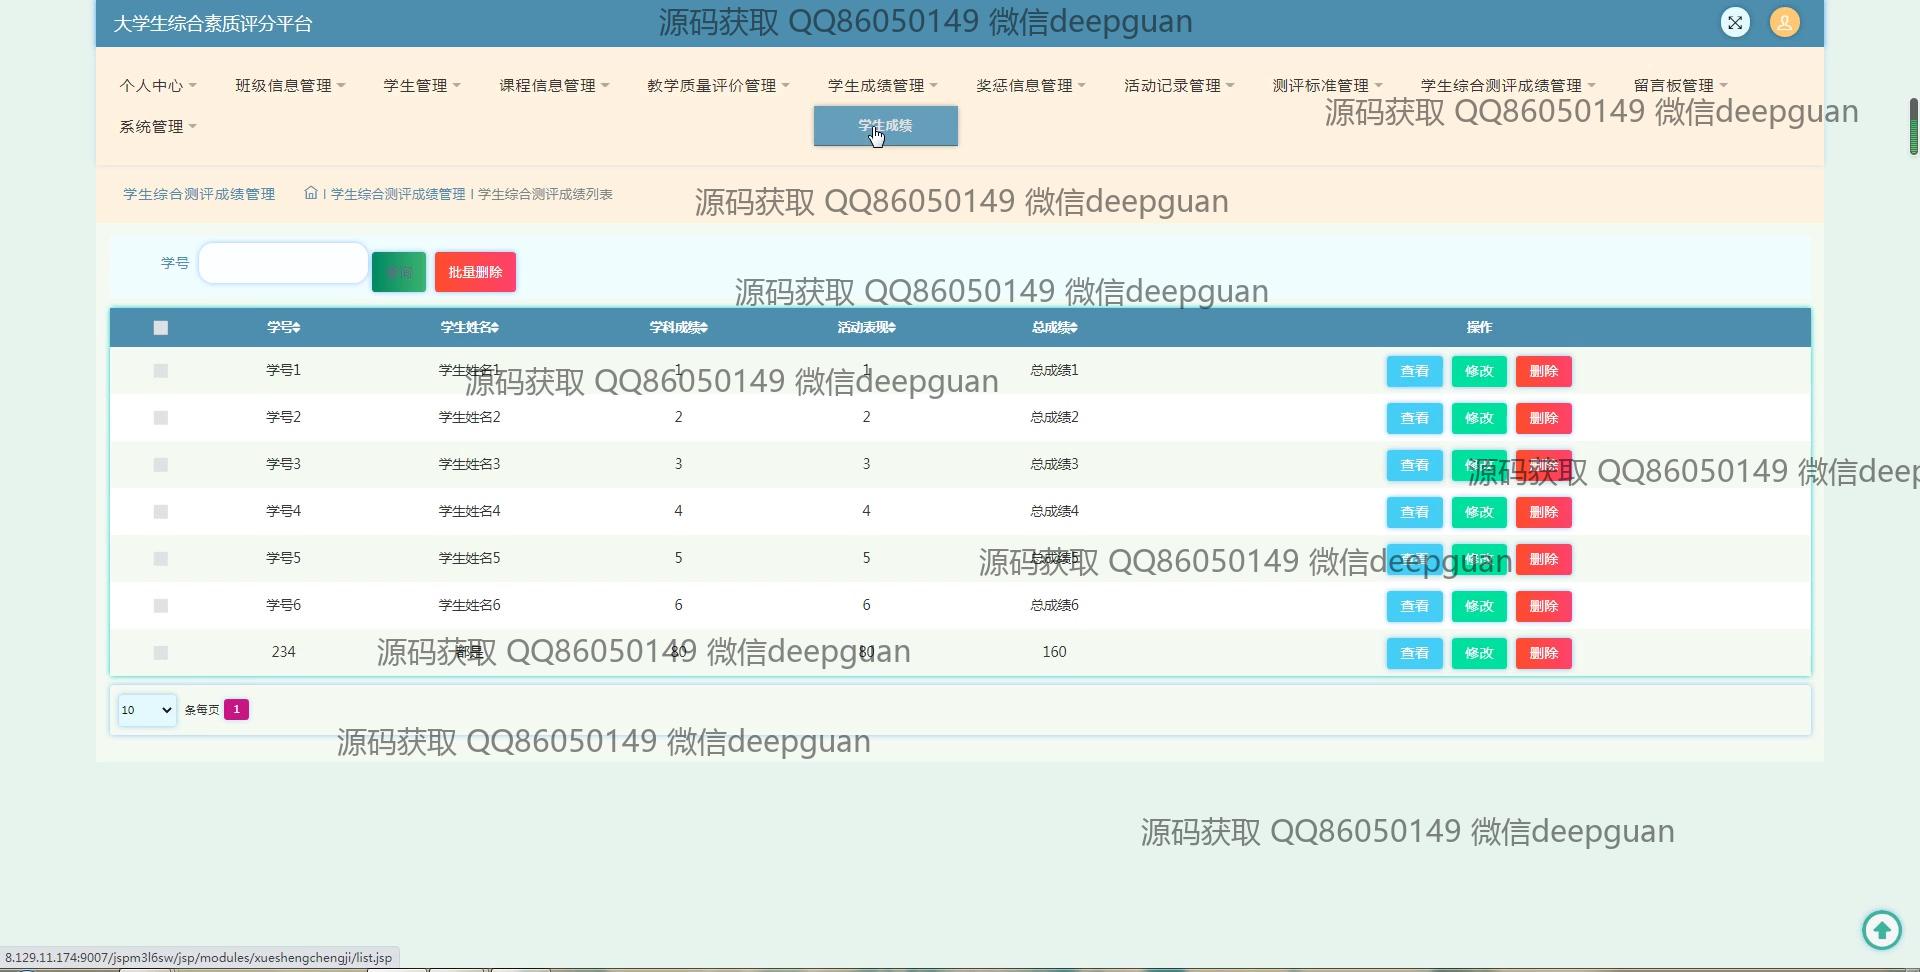 大学生综合素质评分平台
源码获取 QQ86050149 微信deepguan
个人中心 班级信息管理 学生管理 课程信息管理 教学质量评价管理 学生成绩管理 奖惩信息管理 活动记录管理 测评标准管理 学生综合测评成绩管理 留言板管理
源码获取 QQ86050149 微信deepguan
系统管理 学生成绩
学生综合测评成绩管理 | 学生综合测评成绩管理 | 学生综合测评成绩列表
源码获取 QQ86050149 微信deepguan
学号 批量删除
源码获取 QQ86050149 微信deepguan
学号 学生姓名 学科成绩 活动表现 总成绩 操作
学号1 学生姓名1 1 1 总成绩1 查看 修改 删除
源码获取 QQ86050149 微信deepguan
学号2 学生姓名2 2 2 总成绩2 查看 修改 删除
学号3 学生姓名3 3 3 总成绩3 查看 修改 删除
源码获取 QQ86050149 微信deep
学号4 学生姓名4 4 4 总成绩4 查看 修改 删除
学号5 学生姓名5 5 5 总成绩5 查看 修改 删除
源码获取 QQ86050149 微信deepguan
学号6 学生姓名6 6 6 总成绩6 查看 修改 删除
234 都是 80 80 160 查看 修改 删除
源码获取 QQ86050149 微信deepguan
10 条每页 1
源码获取 QQ86050149 微信deepguan
源码获取 QQ86050149 微信deepguan
8.129.11.174:9007/jspm3l6sw/jsp/modules/xueshengchengji/list.jsp